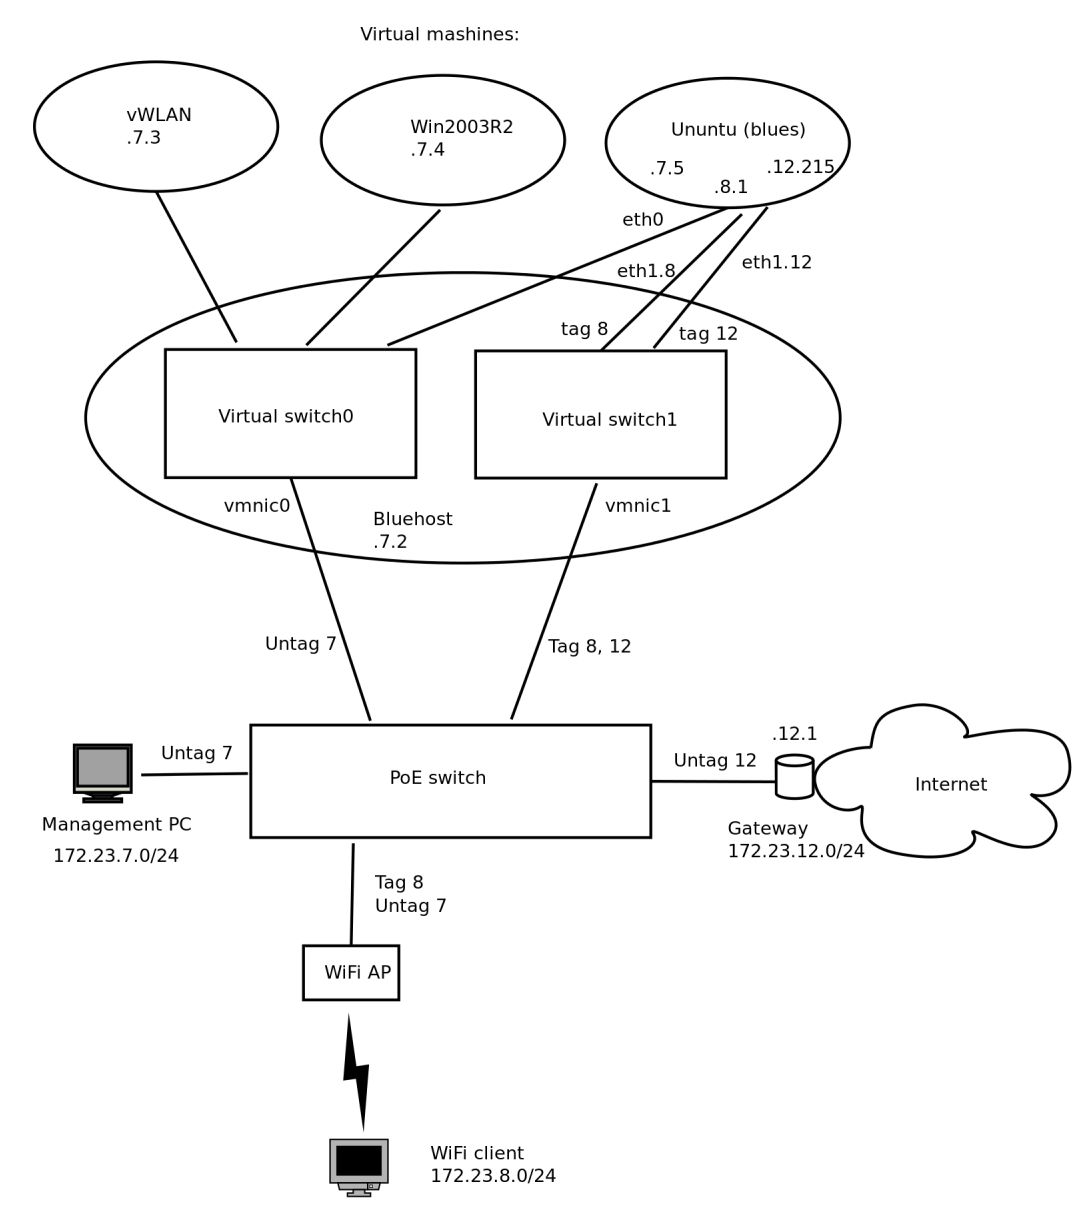 Virtual mashines:
vWLAN
.7.3
Win2003R2
.7.4
Ununtu (blues)
.7.5
.8.1
.12.215
eth0
eth1.8
eth1.12
tag 8
tag 12
Virtual switch0
Virtual switch1
vmnic0
vmnic1
Bluehost
.7.2
Untag 7
Tag 8, 12
Untag 7
PoE switch
Untag 12
.12.1
Internet
Management PC
172.23.7.0/24
Gateway
172.23.12.0/24
Tag 8
Untag 7
WiFi AP
WiFi client
172.23.8.0/24